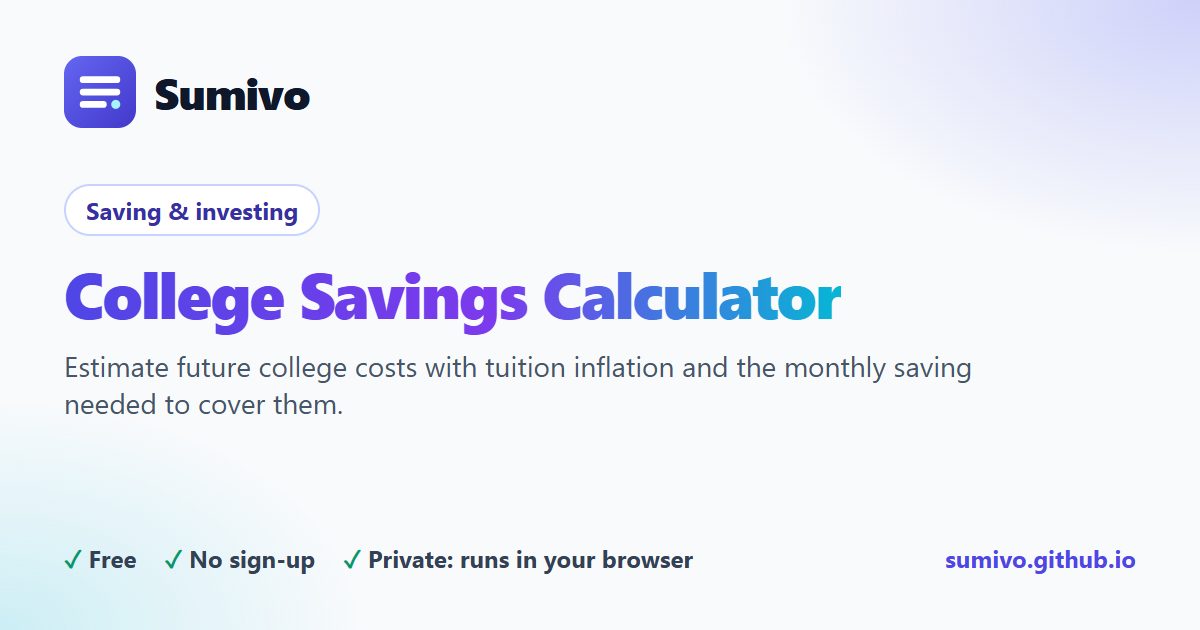 Sumivo
Saving & investing
College Savings Calculator
Estimate future college costs with tuition inflation and the monthly saving
needed to cover them.
✓ Free ✓ No sign-up ✓ Private: runs in your browser
sumivo.github.io